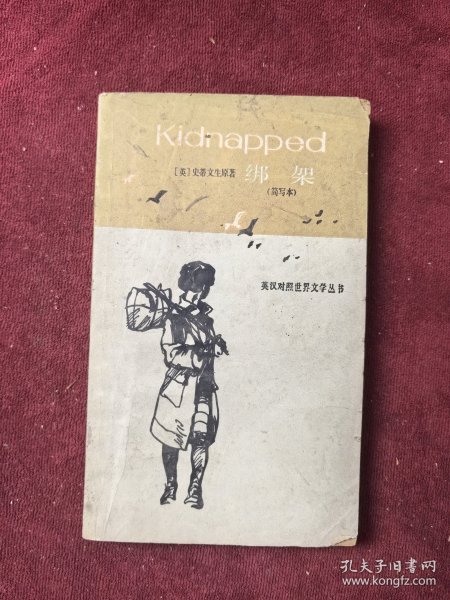 Kidnapped
[英]史蒂文生原著 绑架
(简写本)
英汉对照世界文学丛书
孔夫子旧书网
www.kongfz.com